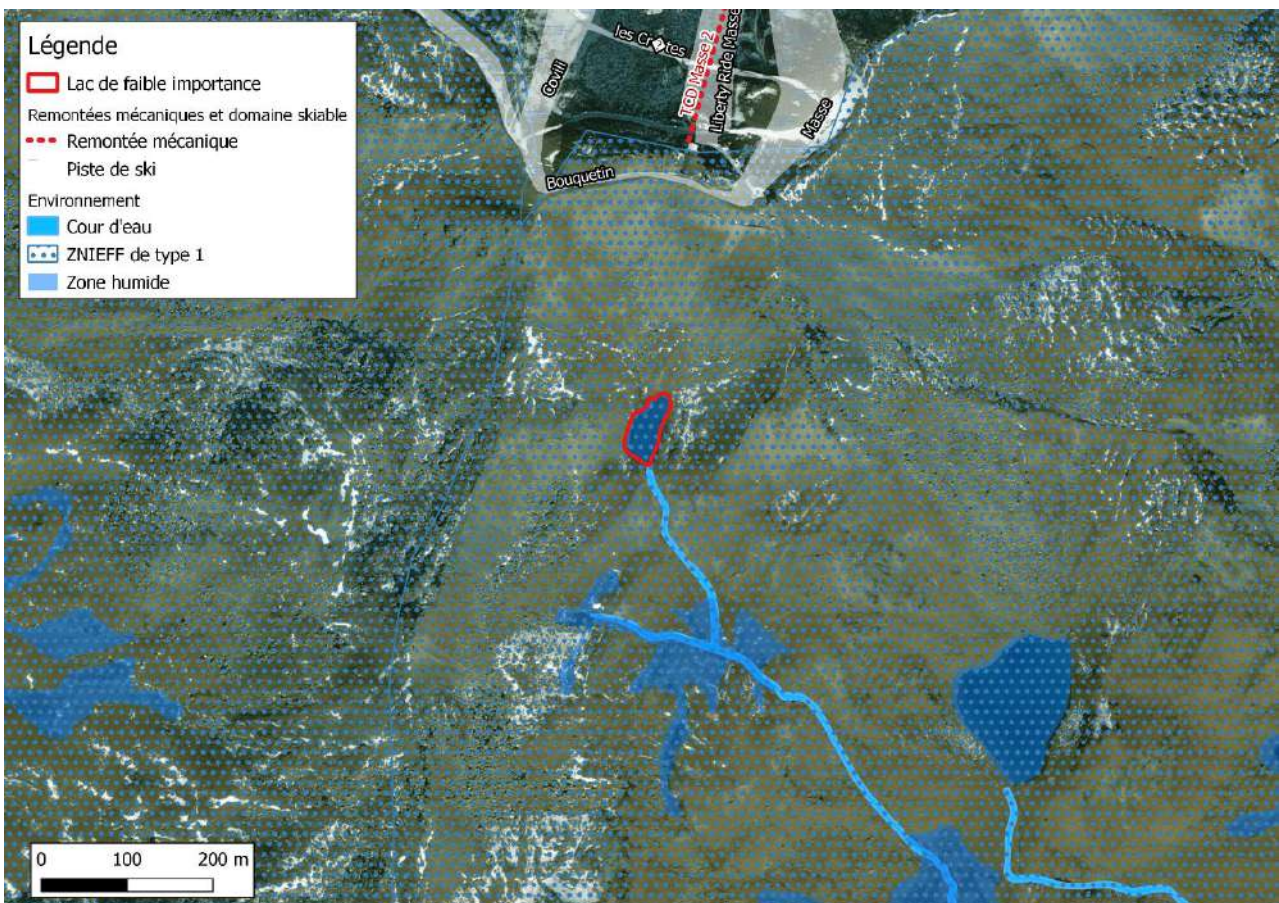 Légende
Lac de faible importance
Remontées mécaniques et domaine skiable
Remontée mécanique
Piste de ski
Environnement
Cour d'eau
ZNIEFF de type 1
Zone humide
les Cr�tes
Covili
TCD Masse 2
Liberty Ride Masse
Masse
Bouquetin
0 100 200 m